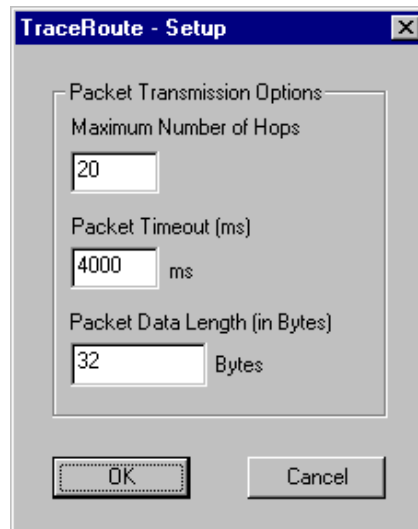 TraceRoute - Setup
Packet Transmission Options
Maximum Number of Hops
20
Packet Timeout (ms)
4000 ms
Packet Data Length (in Bytes)
32 Bytes
OK Cancel